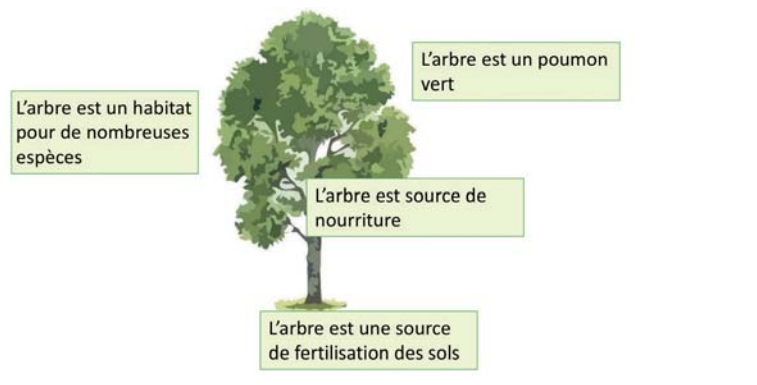 L'arbre est un poumon
vert
L'arbre est un habitat
pour de nombreuses
espèces
L'arbre est source de
nourriture
L'arbre est une source
de fertilisation des sols